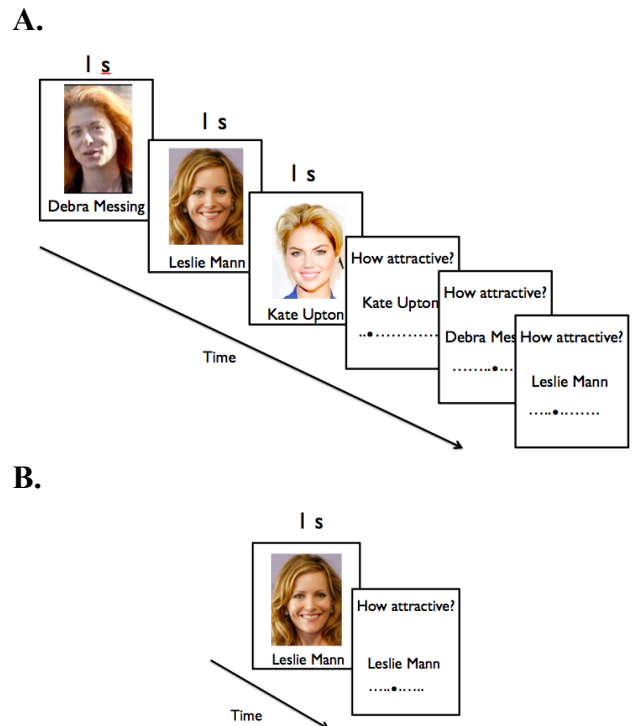 A.
1 s
Debra Messing
1 s
Leslie Mann
1 s
Kate Upton
How attractive?
Kate Upton
How attractive?
Debra Mes
How attractive?
Leslie Mann
Time
B.
1 s
Leslie Mann
How attractive?
Leslie Mann
Time